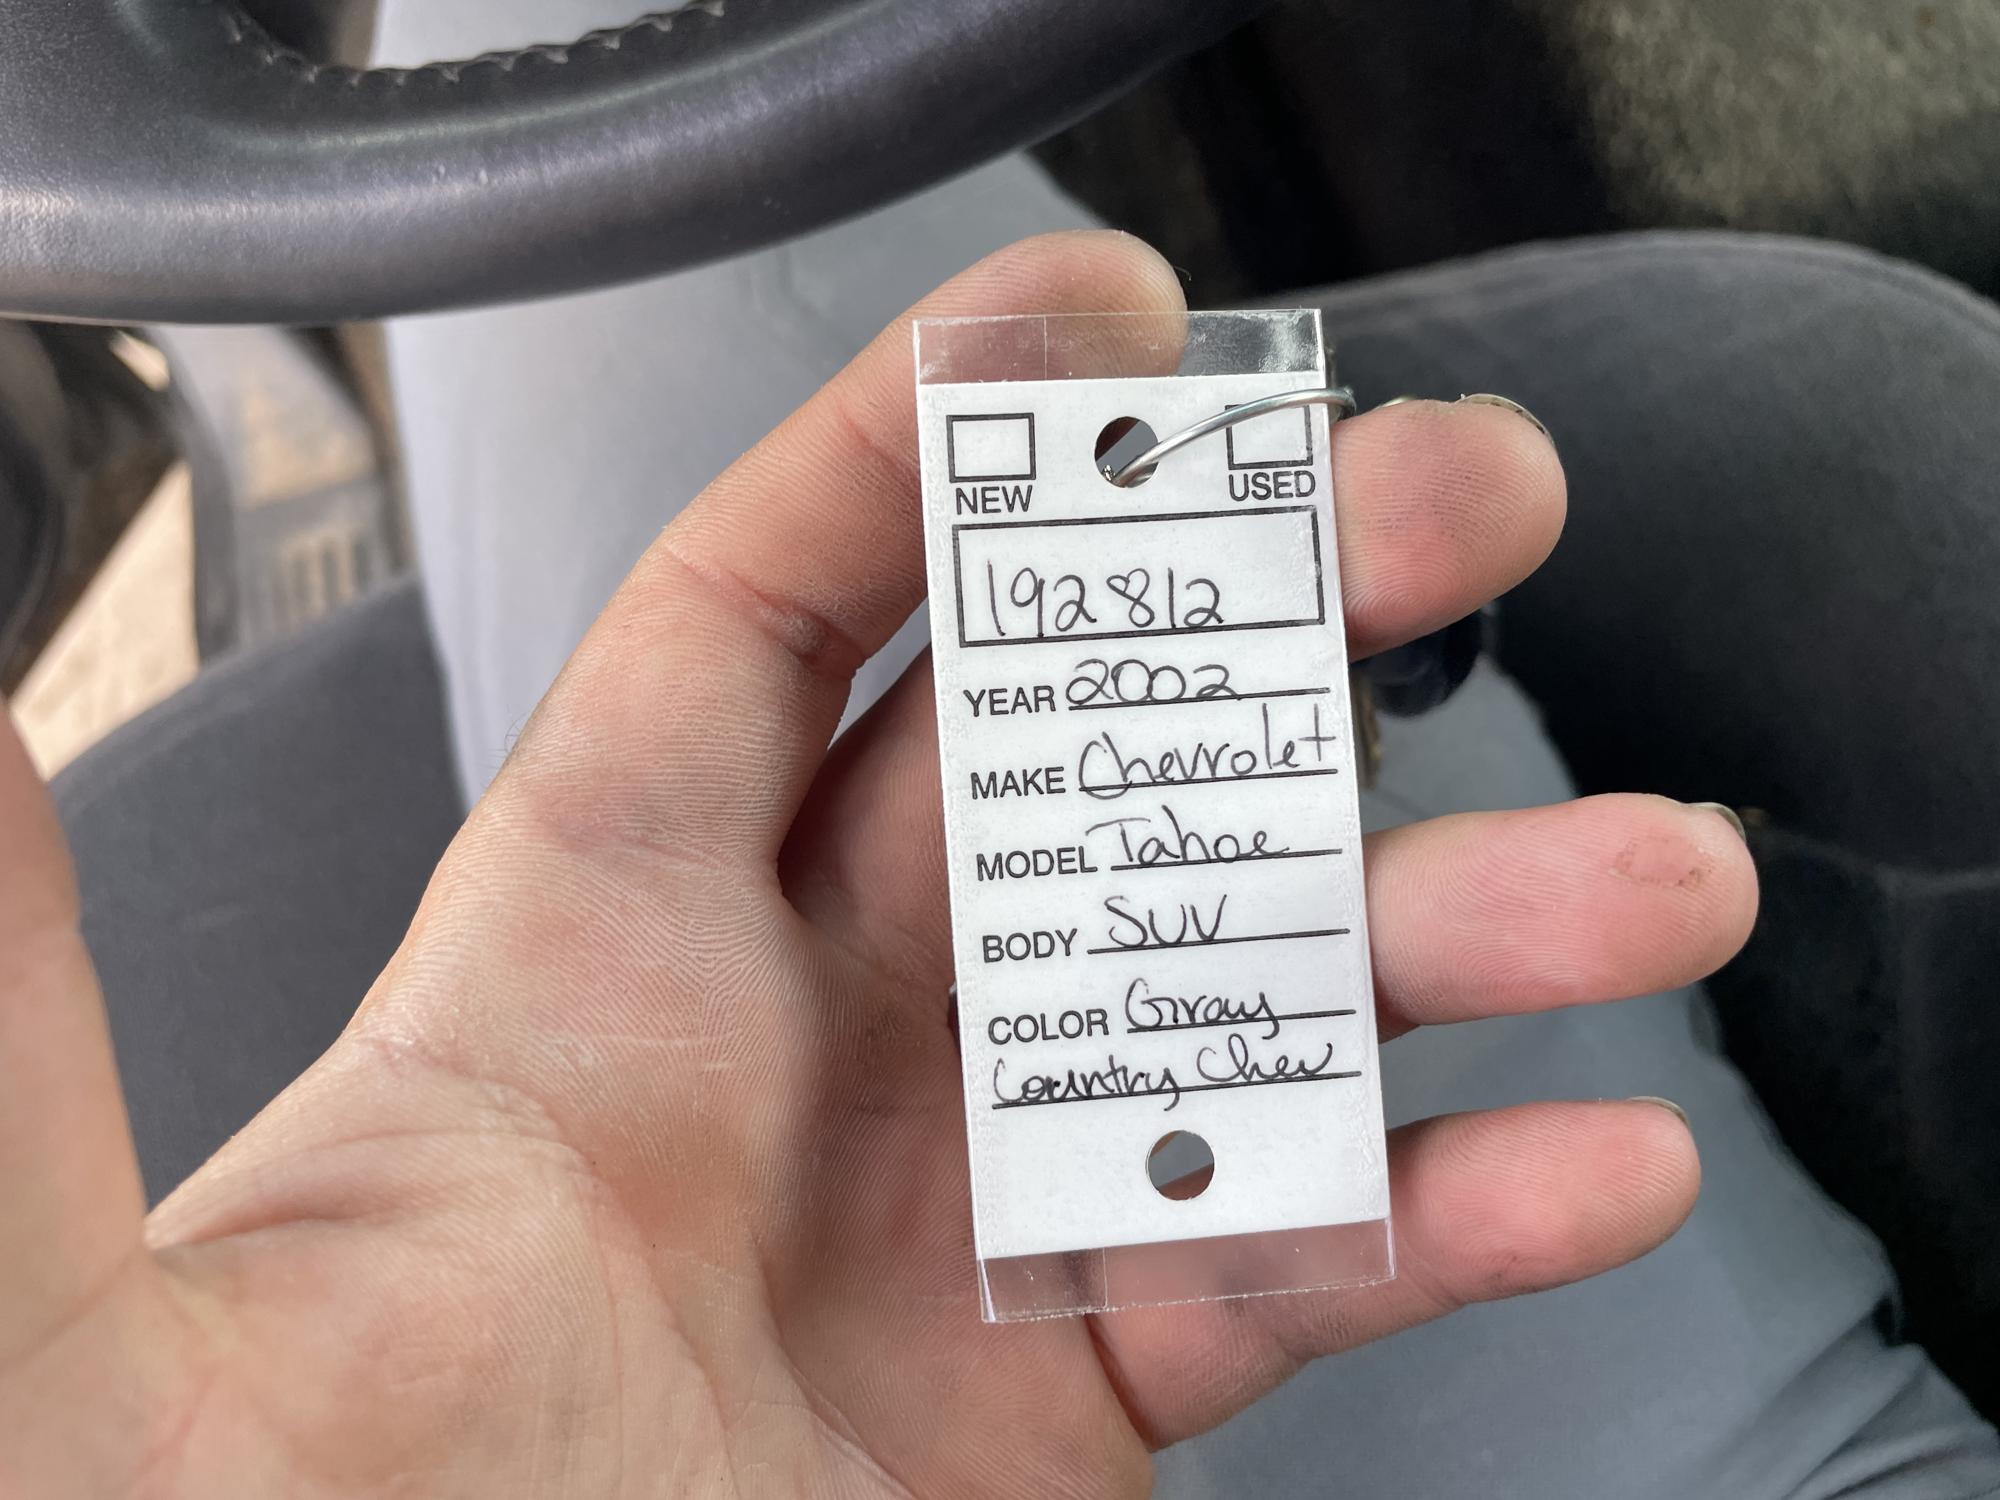 NEW USED
192812
YEAR 2002
MAKE Chevrolet
MODEL Tahoe
BODY SUV
COLOR Gray
Country Chev